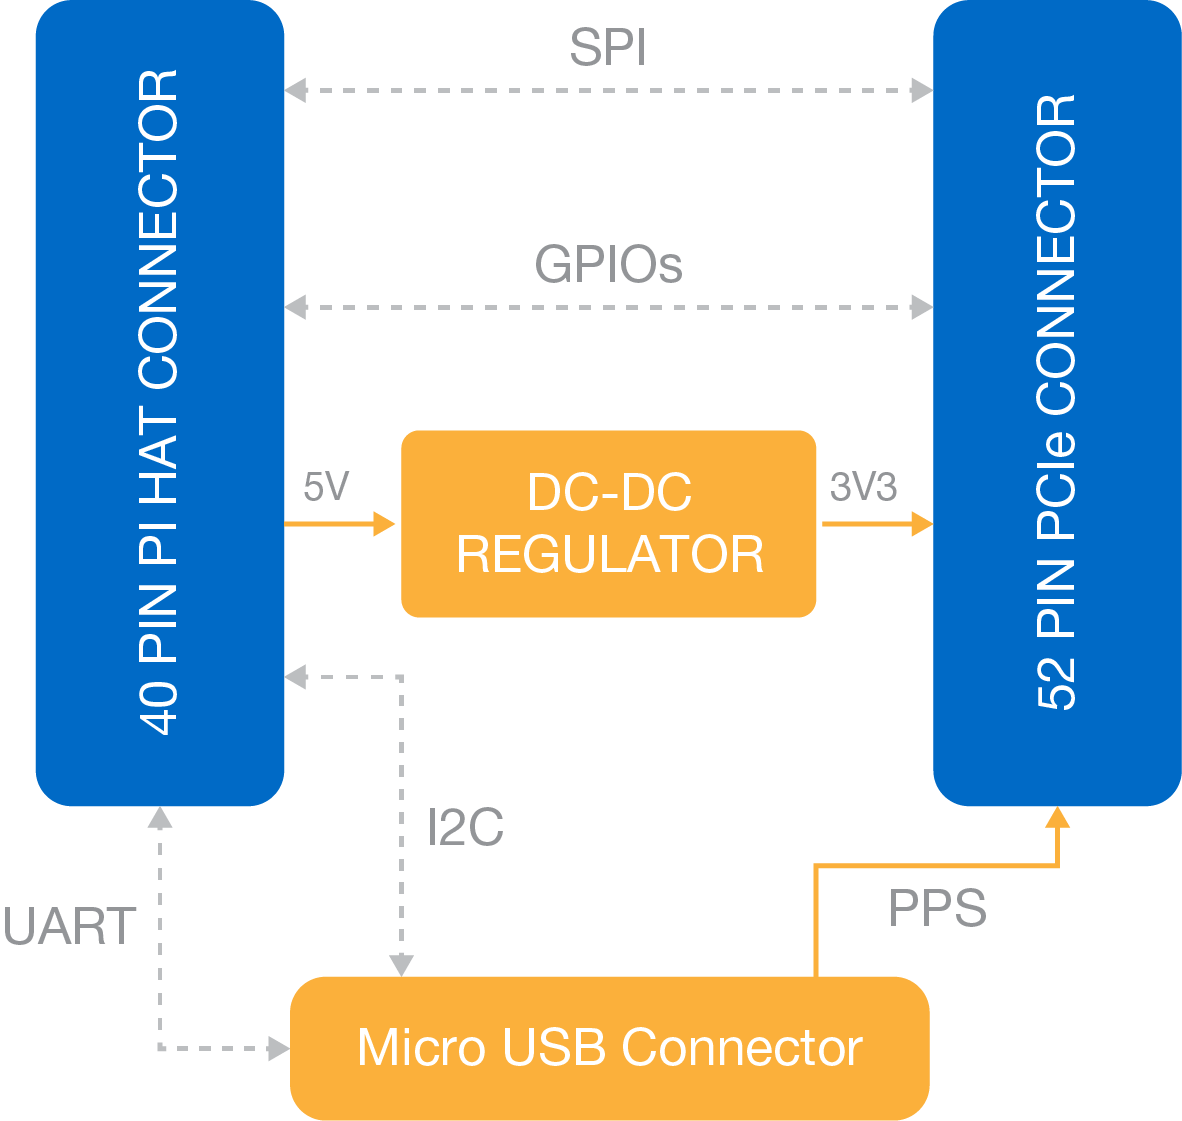 SPI
40 PIN PI HAT CONNECTOR
52 PIN PCIe CONNECTOR
GPIOs
5V
DC-DC
REGULATOR
3V3
I2C
UART
PPS
Micro USB Connector